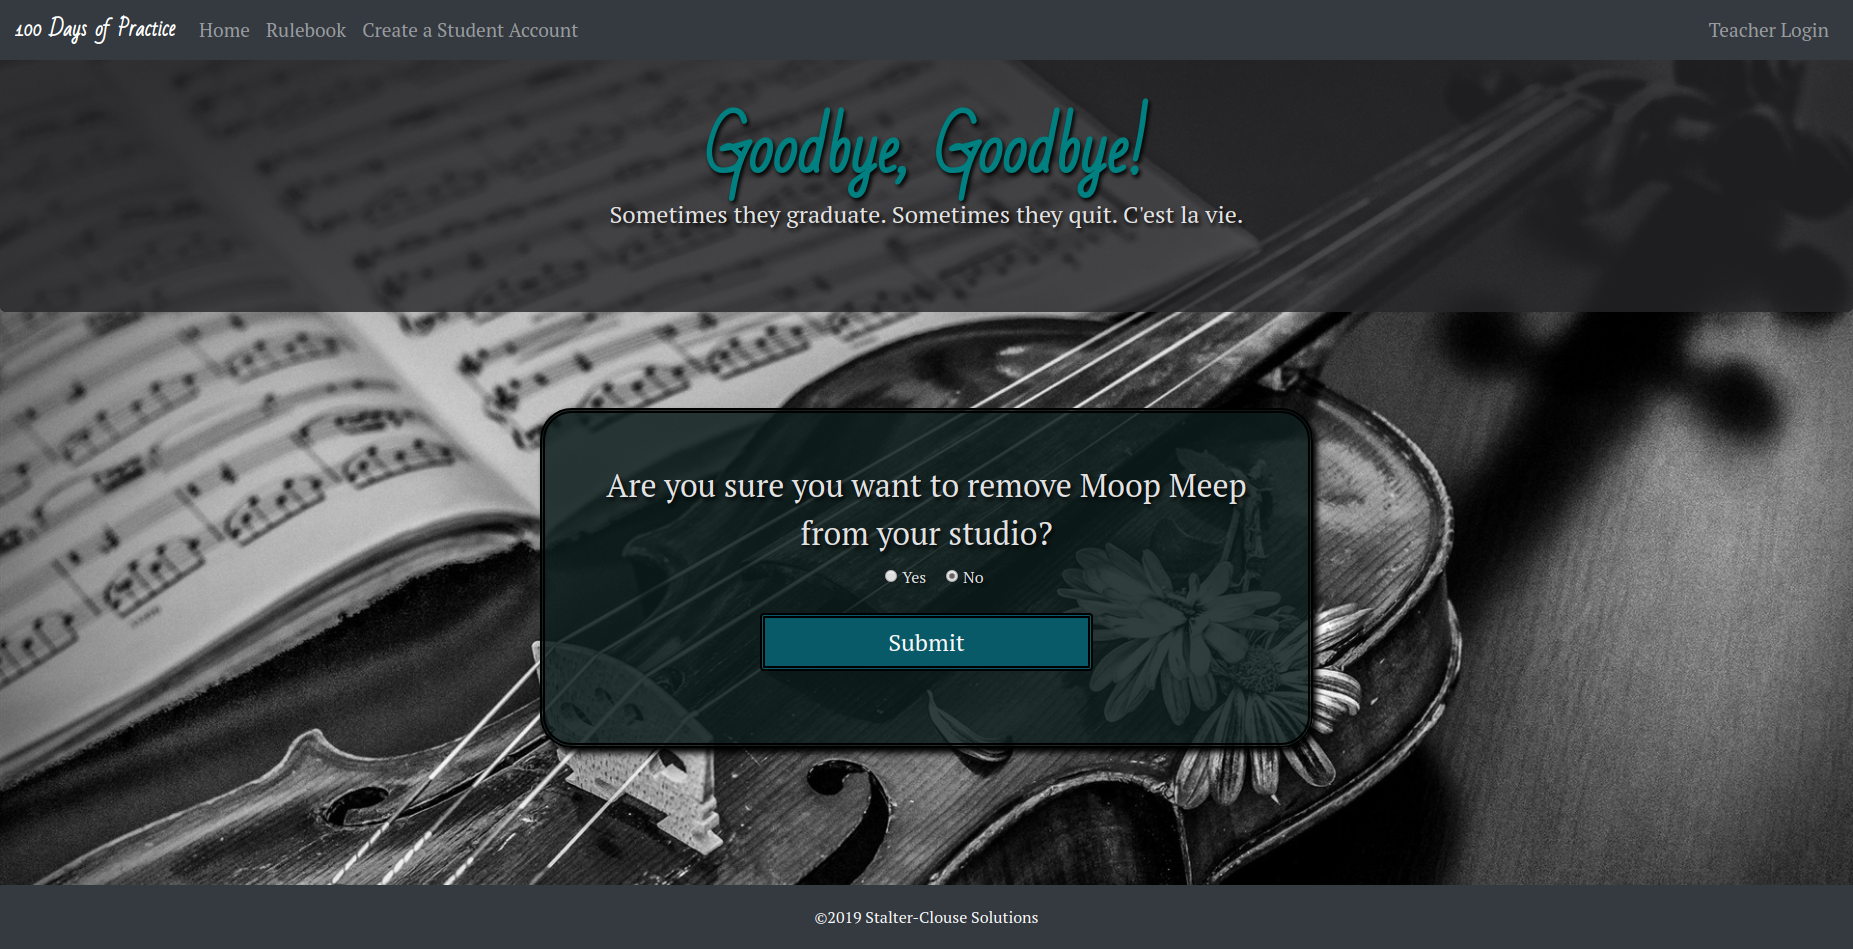 100 Days of Practice Home Rulebook Create a Student Account Teacher Login
Goodbye, Goodbye!
Sometimes they graduate. Sometimes they quit. C'est la vie.
Are you sure you want to remove Moop Meep
from your studio?
Yes No
Submit
©2019 Stalter-Clouse Solutions